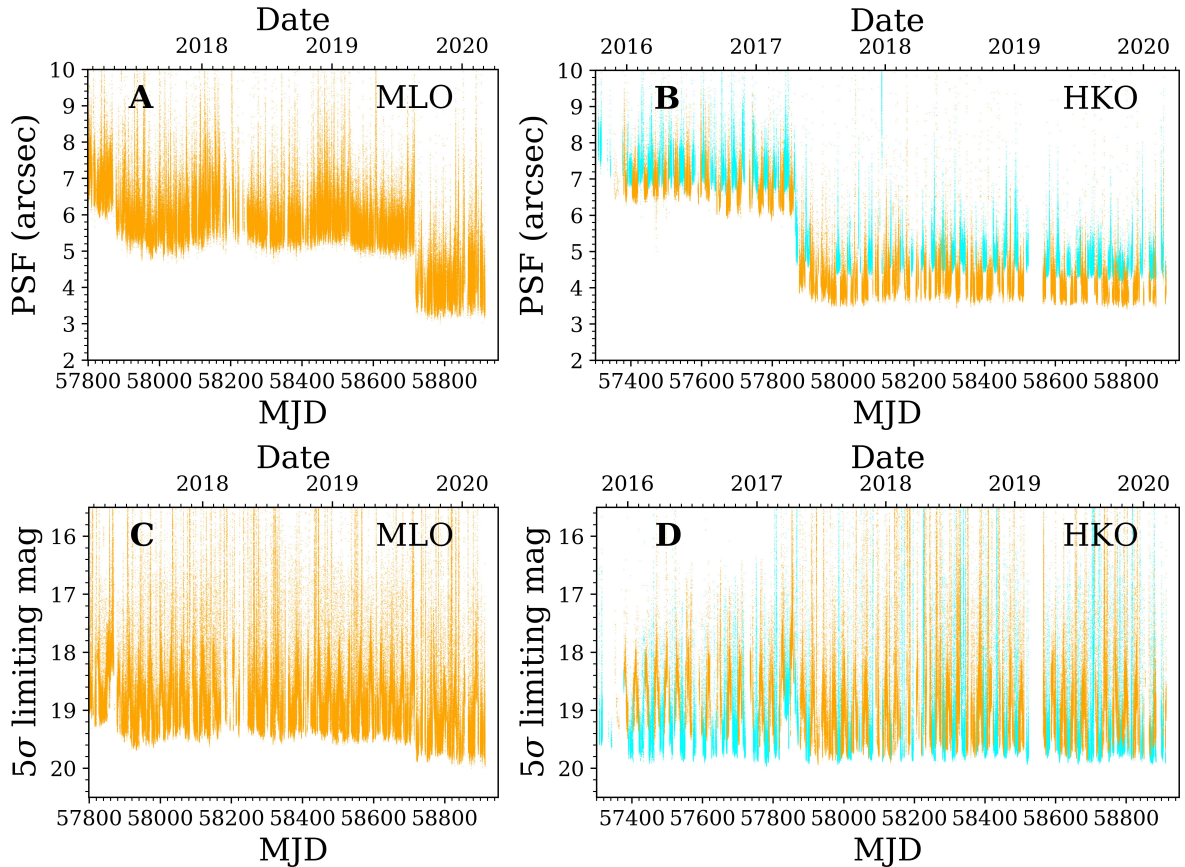 Date
2018 2019 2020
10
9
8
7
6
5
4
3
2
PSF (arcsec)
A MLO
57800 58000 58200 58400 58600 58800
MJD
Date
2016 2017 2018 2019 2020
10
9
8
7
6
5
4
3
2
PSF (arcsec)
B HKO
57400 57600 57800 58000 58200 58400 58600 58800
MJD
Date
2018 2019 2020
16
17
18
19
20
5σ limiting mag
C MLO
57800 58000 58200 58400 58600 58800
MJD
Date
2016 2017 2018 2019 2020
16
17
18
19
20
5σ limiting mag
D HKO
57400 57600 57800 58000 58200 58400 58600 58800
MJD